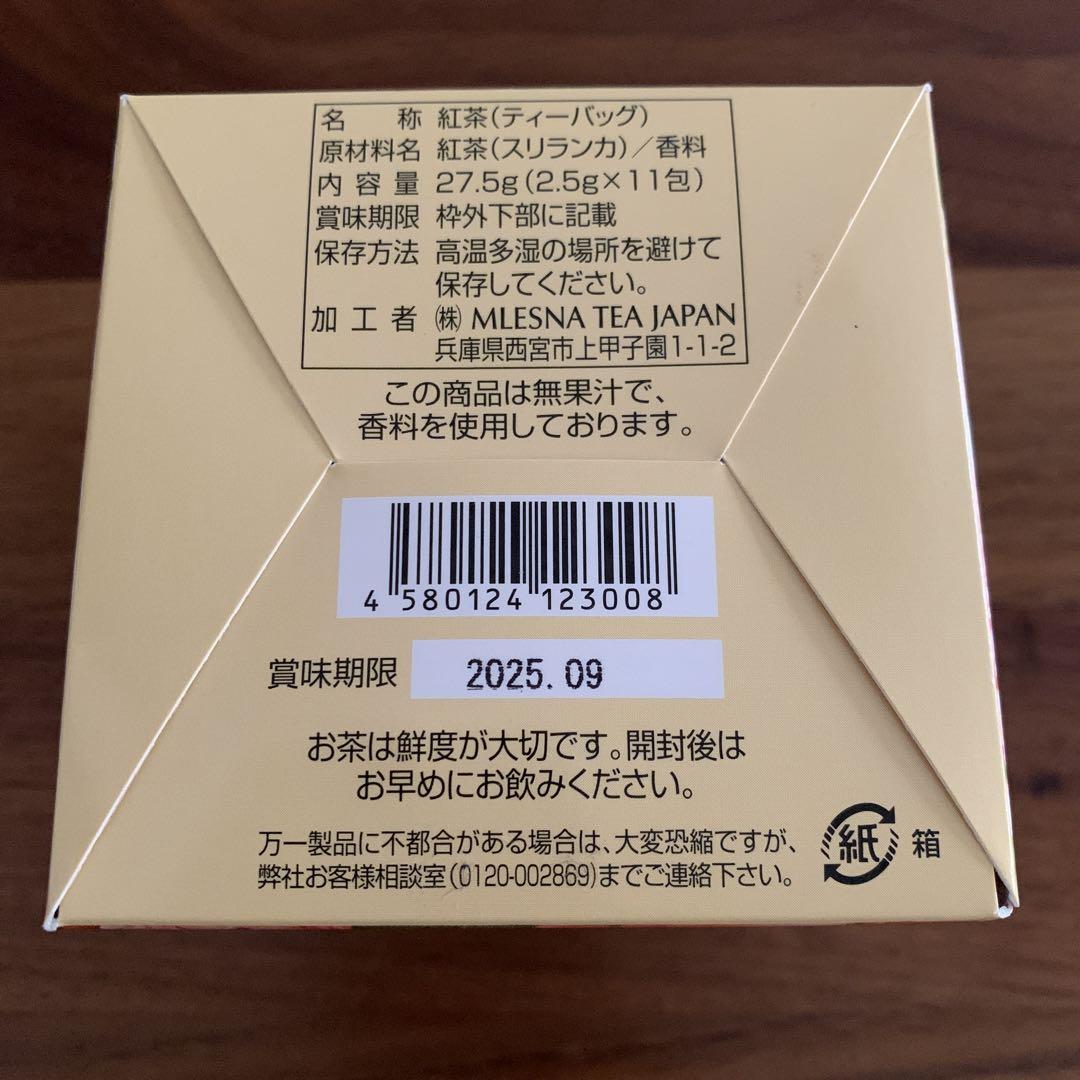 名称 紅茶(ティーバッグ)
原材料名 紅茶(スリランカ)／香料
内容量 27.5g(2.5g×11包)
賞味期限 枠外下部に記載
保存方法 高温多湿の場所を避けて
保存してください。
加工者 ㈱ MLESNA TEA JAPAN
兵庫県西宮市上甲子園1-1-2
この商品は無果汁で、
香料を使用しております。
4 580124 123008
賞味期限 2025.09
お茶は鮮度が大切です。開封後は
お早めにお飲みください。
万一製品に不都合がある場合は、大変恐縮ですが、
弊社お客様相談室(0120-002869)までご連絡下さい。
紙 箱